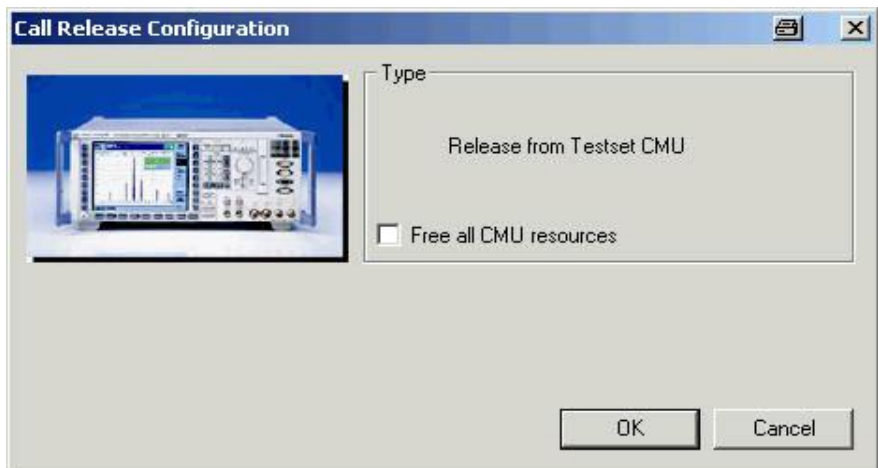 Call Release Configuration
Type
Release from Testset CMU
Free all CMU resources
OK
Cancel